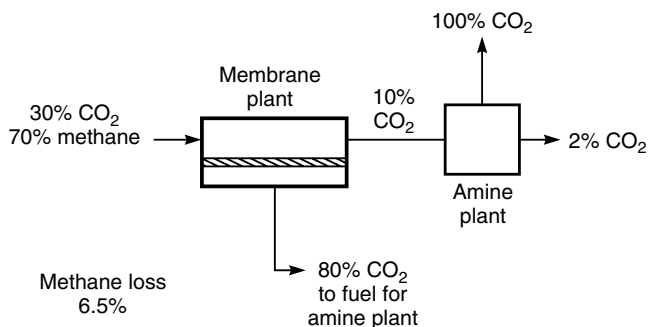 100% CO2
Membrane
plant
30% CO2
70% methane
10%
CO2
2% CO2
Amine
plant
80% CO2
to fuel for
amine plant
Methane loss
6.5%